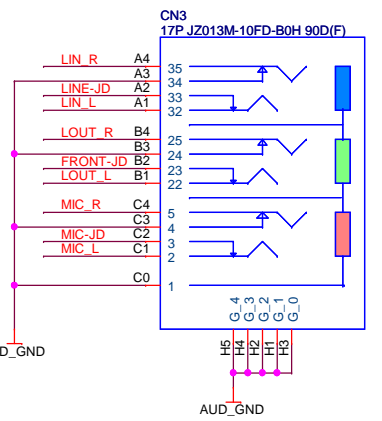 CN3
17P JZ013M-10FD-B0H 90D(F)
LIN_R A4 35
A3 34
LINE-JD A2 33
LIN_L A1 32
LOUT_R B4 25
B3 24
FRONT-JD B2 23
LOUT_L B1 22
MIC_R C4 5
C3 4
MIC-JD C2 3
MIC_L C1 2
C0 1
G_4 G_3 G_2 G_1 G_0
H5 H4 H2 H1 H3
D_GND
AUD_GND